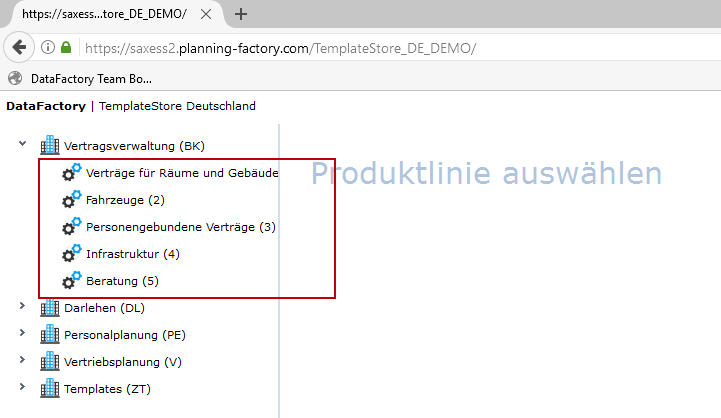 https://saxess...tore_DE_DEMO/
https://saxess2.planning-factory.com/TemplateStore_DE_DEMO/
DataFactory Team Bo...
DataFactory | TemplateStore Deutschland
Vertragsverwaltung (BK)
Verträge für Räume und Gebäude
Produktlinie auswählen
Fahrzeuge (2)
Personengebundene Verträge (3)
Infrastruktur (4)
Beratung (5)
Darlehen (DL)
Personalplanung (PE)
Vertriebsplanung (V)
Templates (ZT)